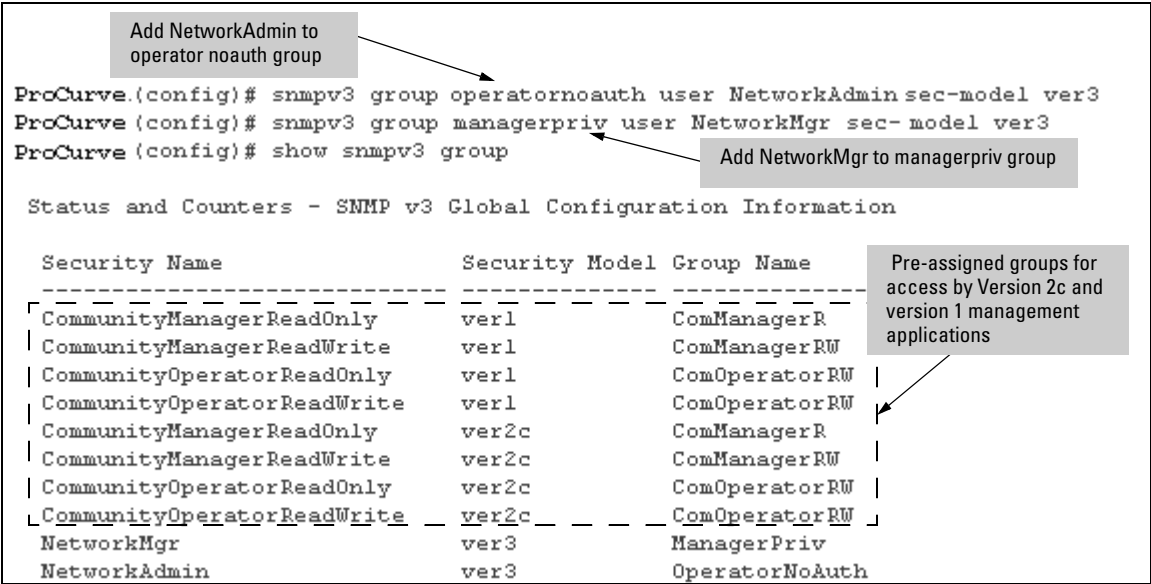 Add NetworkAdmin to
operator noauth group
ProCurve.(config)# snmpv3 group operatornoauth user NetworkAdmin sec-model ver3
ProCurve (config)# snmpv3 group managerpriv user NetworkMgr sec- model ver3
ProCurve (config)# show snmpv3 group
Add NetworkMgr to managerpriv group
Status and Counters - SNMP v3 Global Configuration Information
Security Name Security Model Group Name
------------------------------ -------------- --------------
Pre-assigned groups for
access by Version 2c and
version 1 management
applications
CommunityManagerReadOnly ver1 ComManagerR
CommunityManagerReadWrite ver1 ComManagerRW
CommunityOperatorReadOnly ver1 ComOperatorRW
CommunityOperatorReadWrite ver1 ComOperatorRW
CommunityManagerReadOnly ver2c ComManagerR
CommunityManagerReadWrite ver2c ComManagerRW
CommunityOperatorReadOnly ver2c ComOperatorRW
CommunityOperatorReadWrite ver2c ComOperatorRW
NetworkMgr ver3 ManagerPriv
NetworkAdmin ver3 OperatorNoAuth